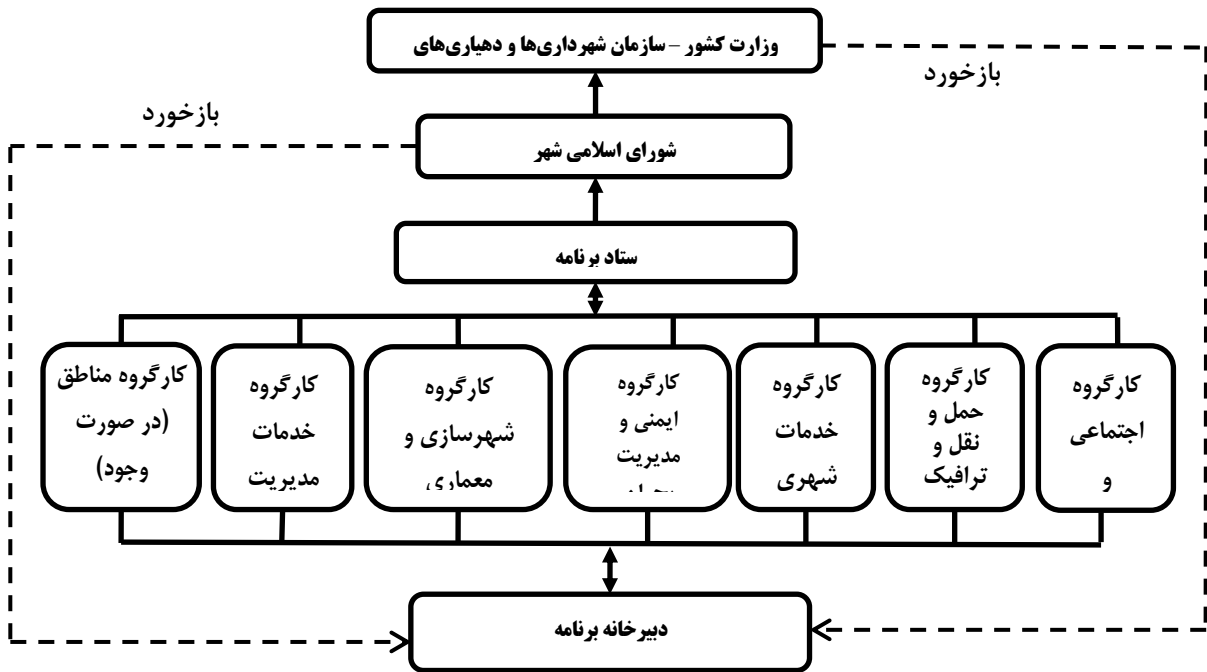 وزارت کشور – سازمان شهرداری‌ها و دهیاری‌های
بازخورد
بازخورد
شورای اسلامی شهر
ستاد برنامه
کارگروه
اجتماعی
و
کارگروه
حمل و
نقل و
ترافیک
کارگروه
خدمات
شهری
کارگروه
ایمنی و
مدیریت
کارگروه
شهرسازی و
معماری
کارگروه
خدمات
مدیریت
کارگروه مناطق
(در صورت
وجود)
دبیرخانه برنامه